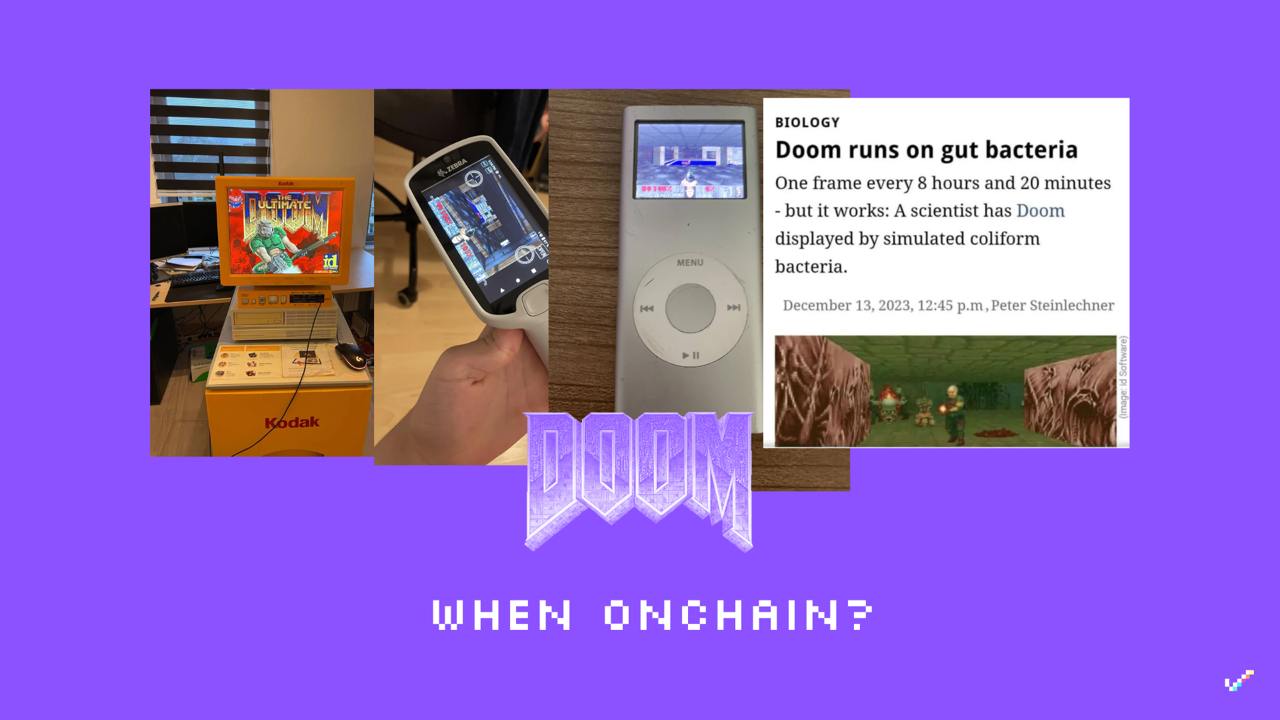 Kodak
THE
ULTIMATE
DOOM
id
Kodak
ZEBRA
MENU
BIOLOGY
Doom runs on gut bacteria
One frame every 8 hours and 20 minutes
- but it works: A scientist has Doom
displayed by simulated coliform
bacteria.
December 13, 2023, 12:45 p.m., Peter Steinlechner
(Image: id Software)
DOOM
WHEN ONCHAIN?